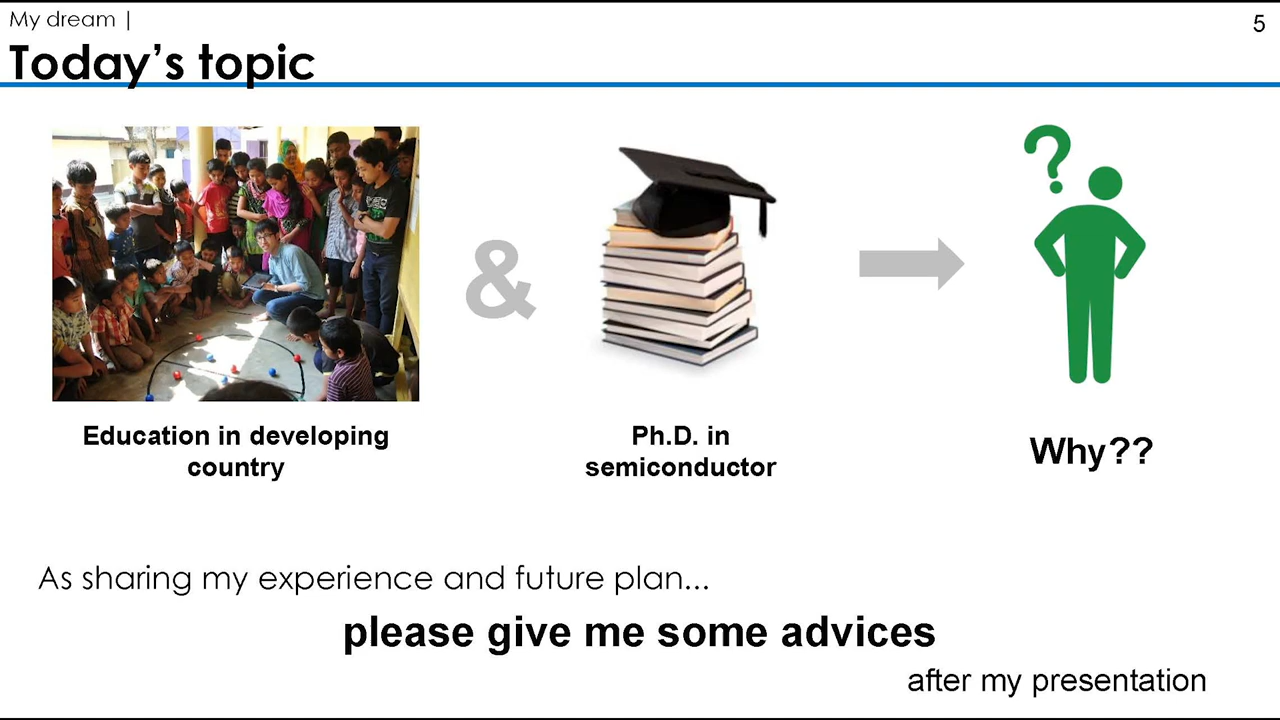 My dream |
5
Today's topic
&
Education in developing
country
Ph.D. in
semiconductor
?
Why??
As sharing my experience and future plan...
please give me some advices
after my presentation